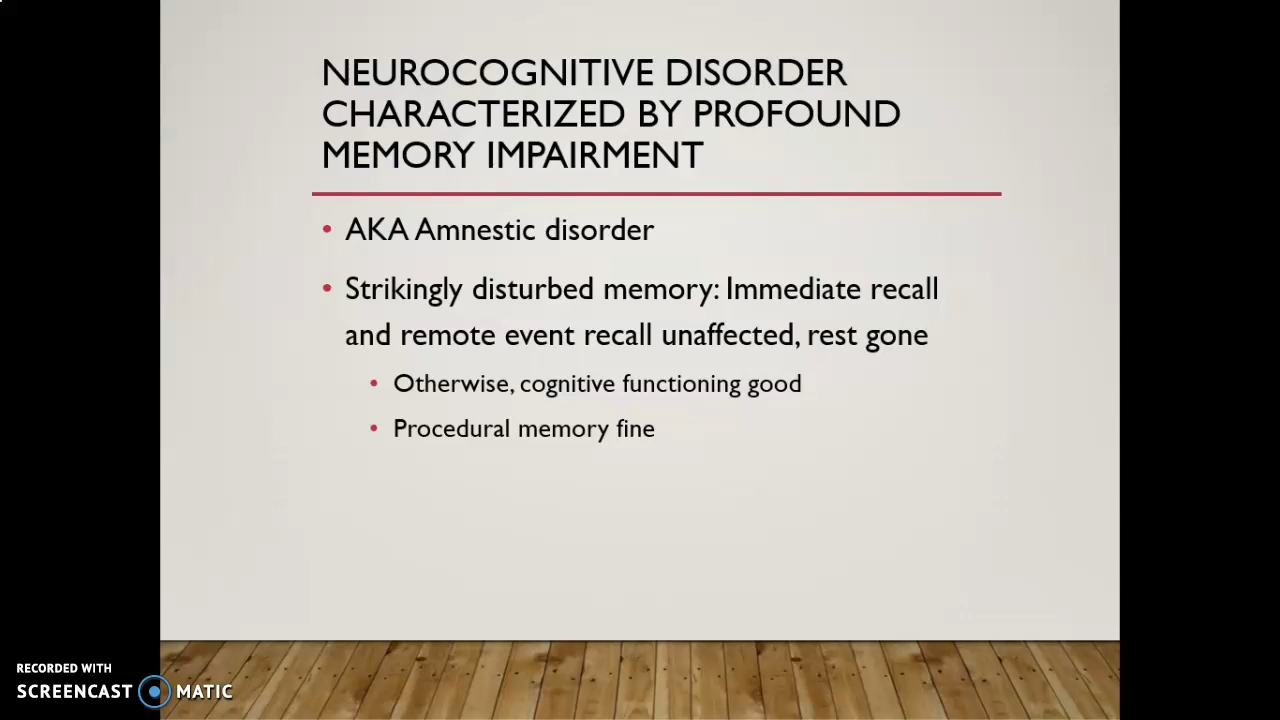 NEUROCOGNITIVE DISORDER
CHARACTERIZED BY PROFOUND
MEMORY IMPAIRMENT
• AKA Amnestic disorder
• Strikingly disturbed memory: Immediate recall
and remote event recall unaffected, rest gone
• Otherwise, cognitive functioning good
• Procedural memory fine
RECORDED WITH
SCREENCAST MATIC